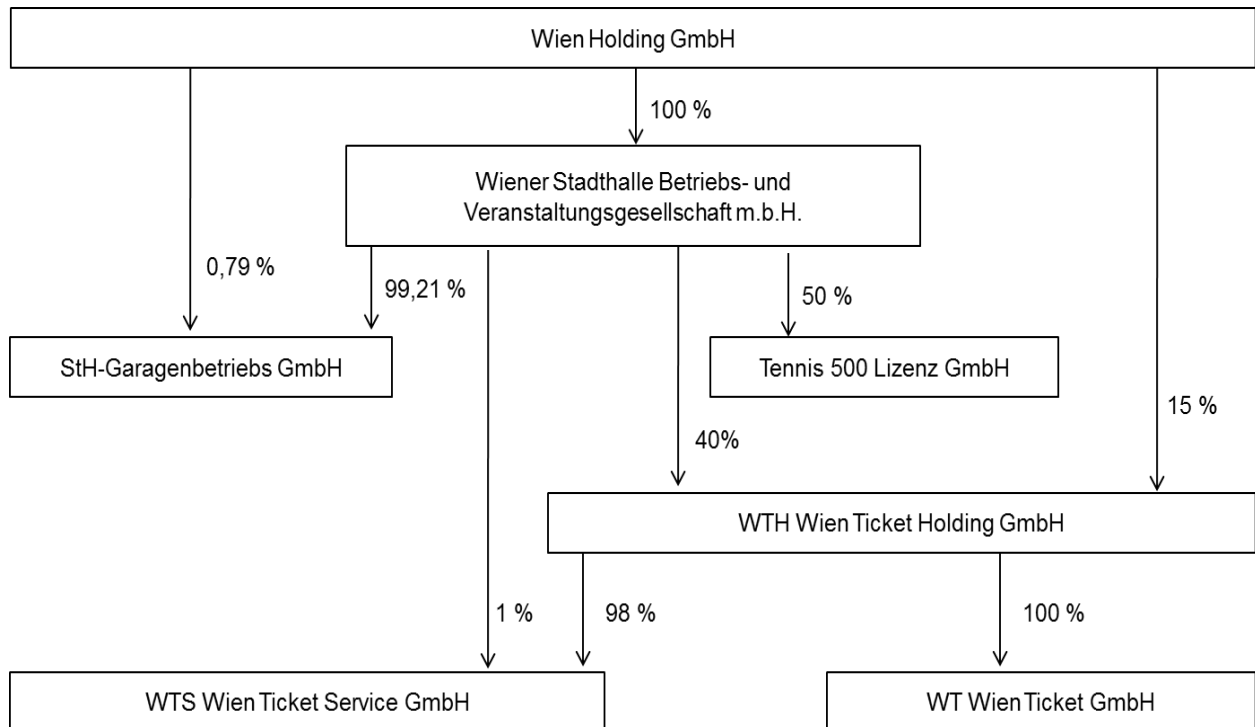 Wien Holding GmbH
100 %
Wiener Stadthalle Betriebs- und
Veranstaltungsgesellschaft m.b.H.
0,79 %
99,21 %
50 %
StH-Garagenbetriebs GmbH
Tennis 500 Lizenz GmbH
15 %
40%
WTH Wien Ticket Holding GmbH
1 %
98 %
100 %
WTS Wien Ticket Service GmbH
WT Wien Ticket GmbH